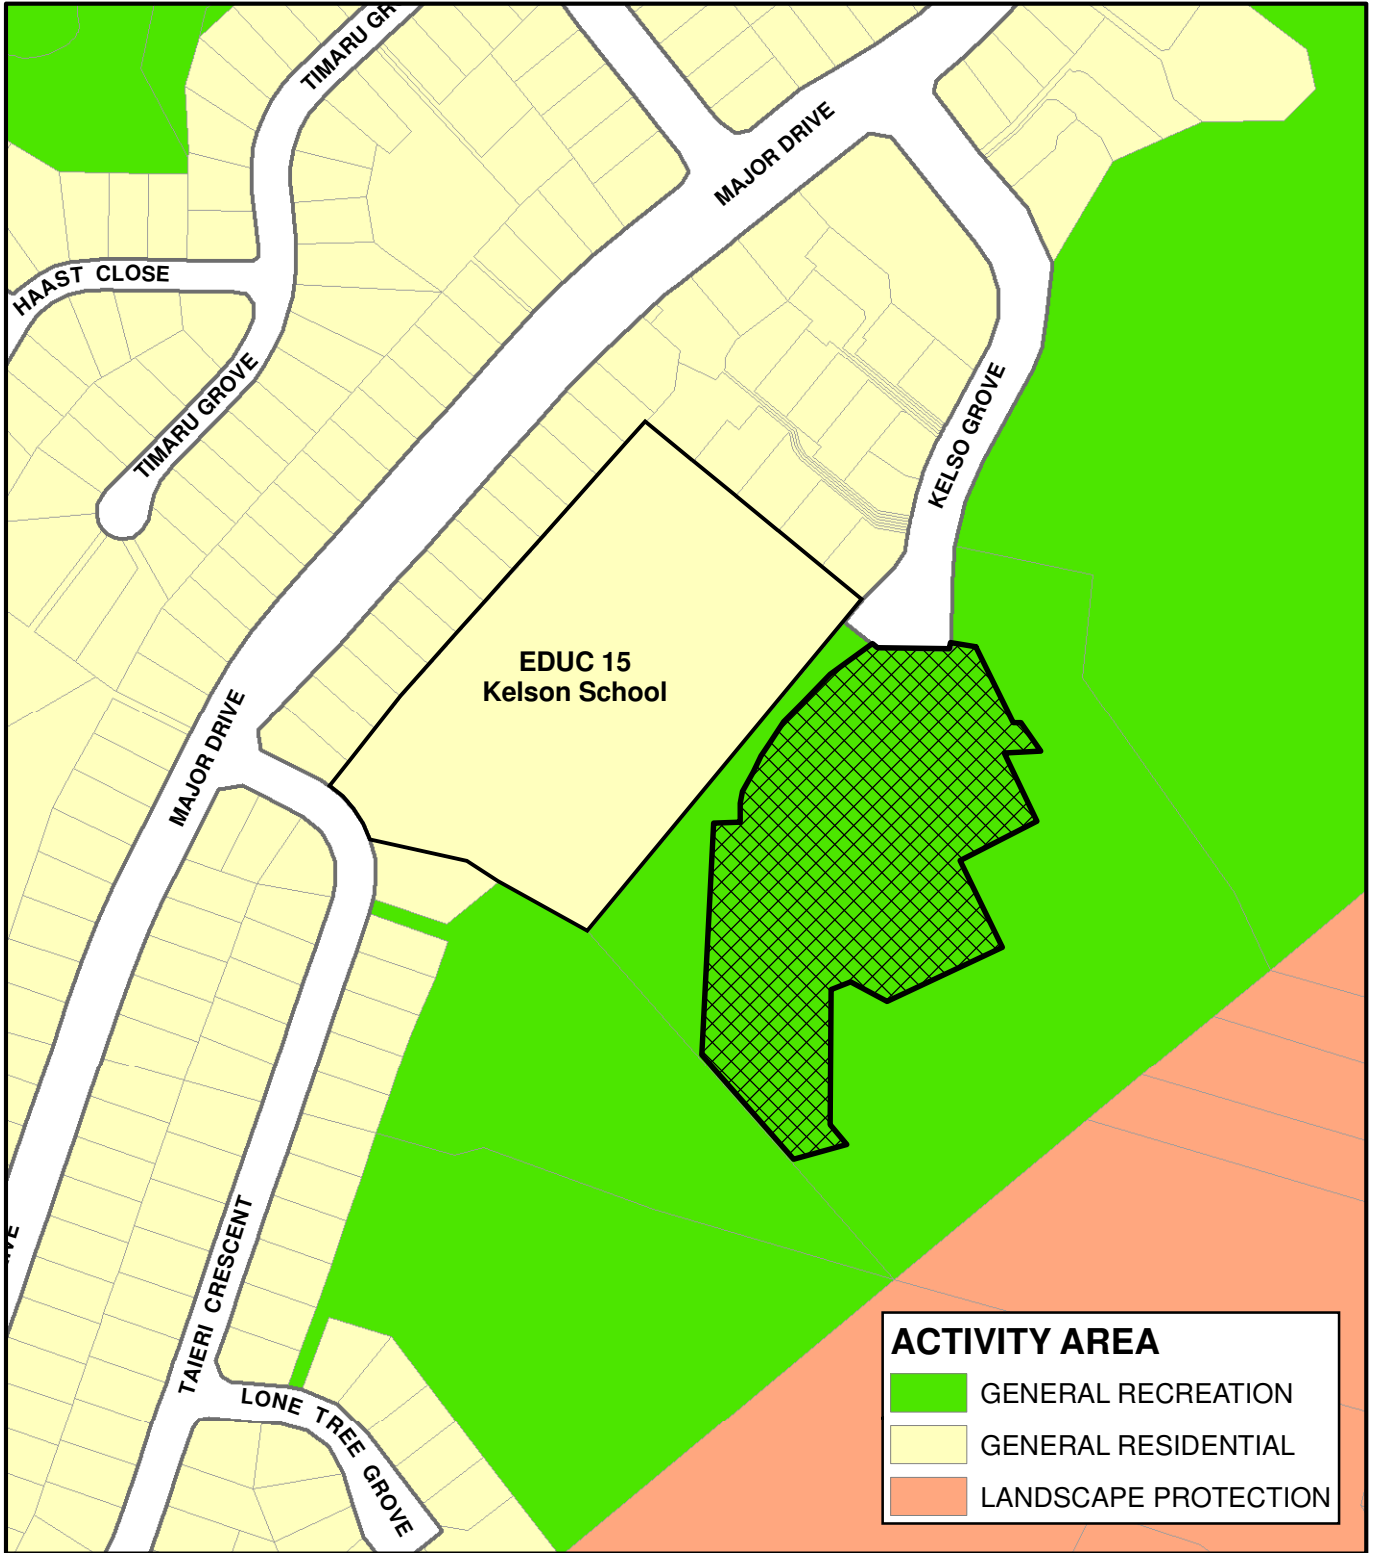 TIMARU GR
MAJOR DRIVE
HAAST CLOSE
TIMARU GROVE
KELSO GROVE
EDUC 15
Kelson School
MAJOR DRIVE
TAIERI CRESCENT
LONE TREE GROVE
ACTIVITY AREA
GENERAL RECREATION
GENERAL RESIDENTIAL
LANDSCAPE PROTECTION